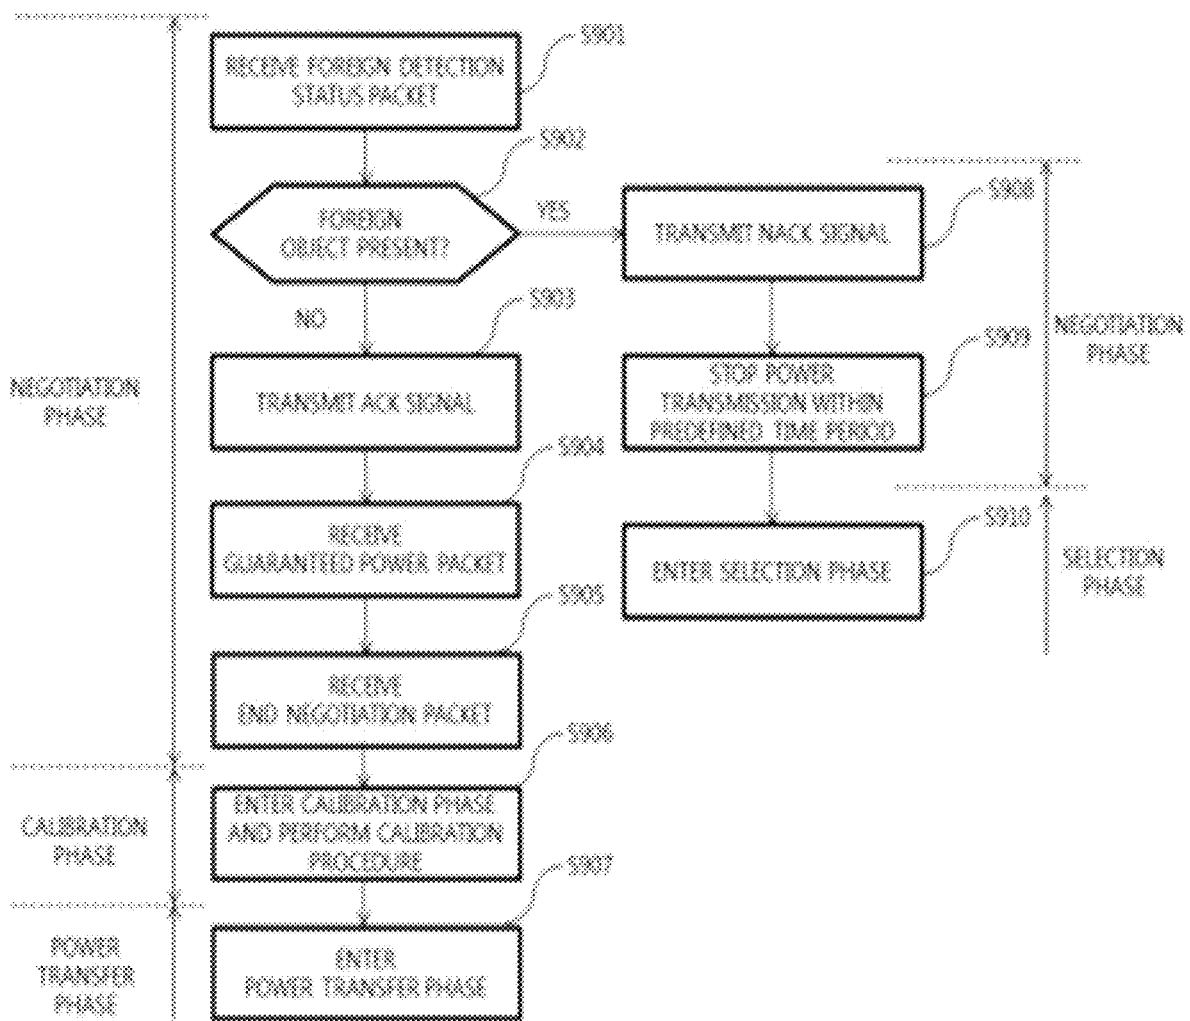 S901
RECEIVE FOREIGN DETECTION
STATUS PACKET
S902
FOREIGN
OBJECT PRESENT?
YES
NO
S908
TRANSMIT NACK SIGNAL
S903
TRANSMIT ACK SIGNAL
S909
STOP POWER
TRANSMISSION WITHIN
PREDEFINED TIME PERIOD
NEGOTIATION
PHASE
NEGOTIATION
PHASE
S904
RECEIVE
GUARANTEED POWER PACKET
S910
ENTER SELECTION PHASE
SELECTION
PHASE
S905
RECEIVE
END NEGOTIATION PACKET
S906
ENTER CALIBRATION PHASE
AND PERFORM CALIBRATION
PROCEDURE
CALIBRATION
PHASE
S907
ENTER
POWER TRANSFER PHASE
POWER
TRANSFER
PHASE